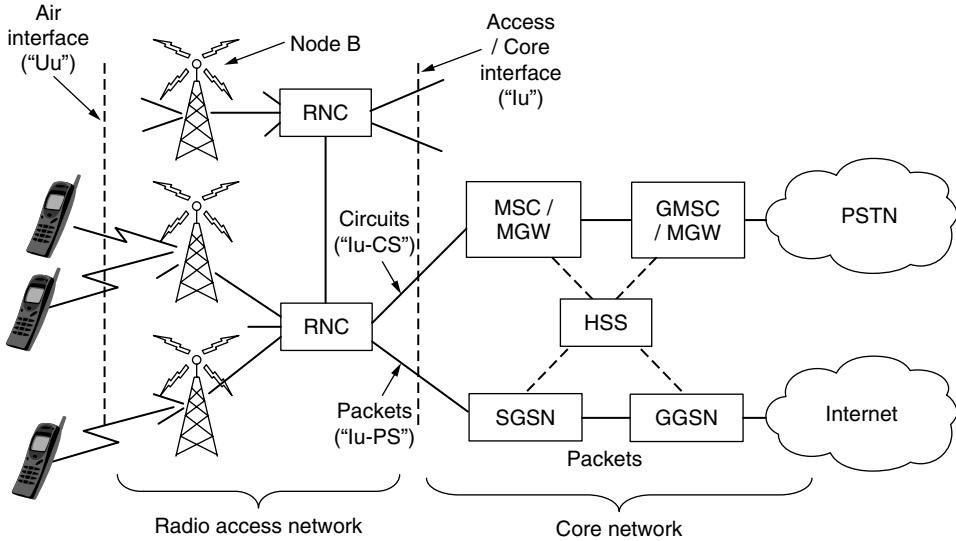 Air
interface
(“Uu”)
Node B
Access
/ Core
interface
(“Iu”)
RNC
Circuits
(“Iu-CS”)
MSC /
MGW
GMSC
/ MGW
PSTN
RNC
HSS
Packets
(“Iu-PS”)
SGSN
GGSN
Internet
Packets
Radio access network
Core network